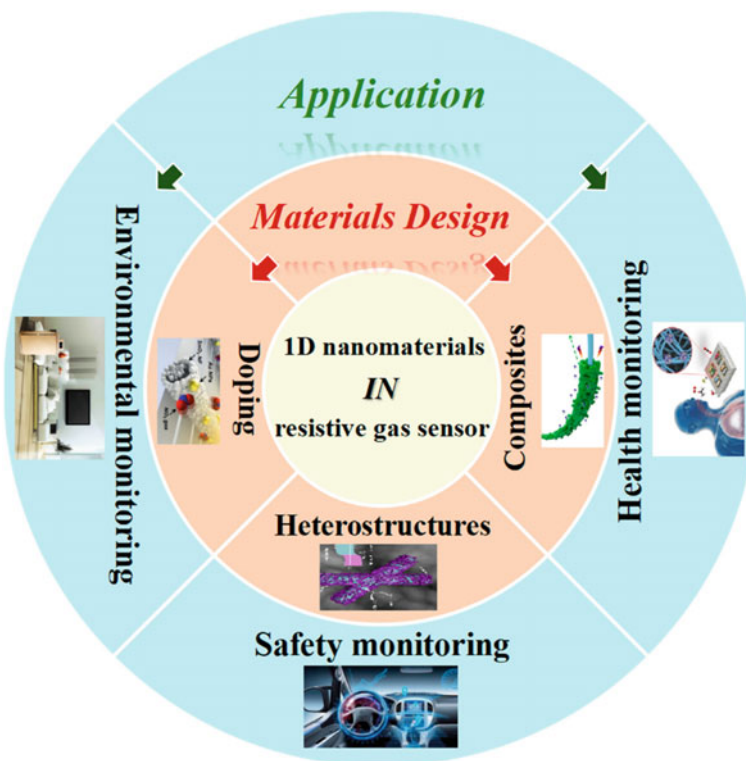 Application
Materials Design
1D nanomaterials
IN
resistive gas sensor
Environmental monitoring
Doping
Composites
Health monitoring
Heterostructures
Safety monitoring